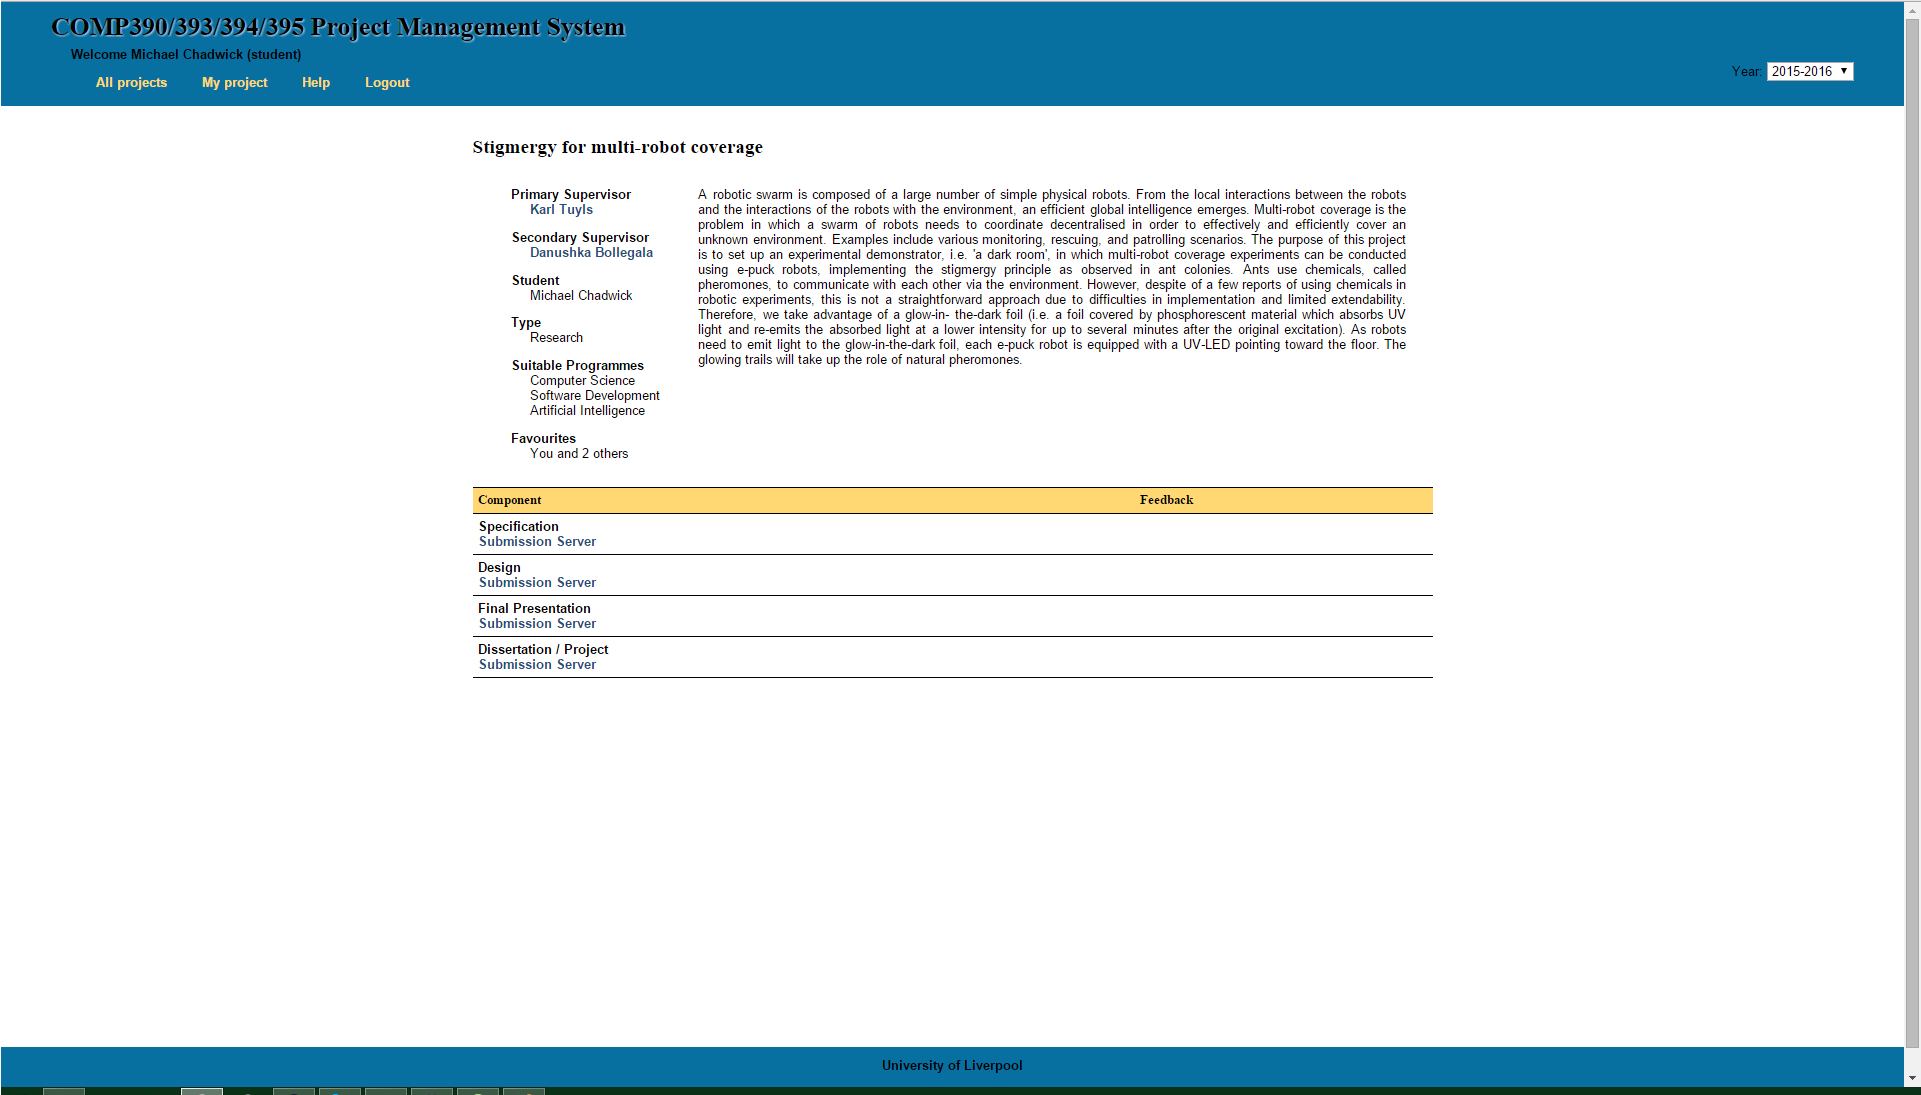 COMP390/393/394/395 Project Management System
Welcome Michael Chadwick (student)
All projects My project Help Logout
Year: 2015-2016
Stigmergy for multi-robot coverage
Primary Supervisor
Karl Tuyls
Secondary Supervisor
Danushka Bollegala
Student
Michael Chadwick
Type
Research
Suitable Programmes
Computer Science
Software Development
Artificial Intelligence
Favourites
You and 2 others
A robotic swarm is composed of a large number of simple physical robots. From the local interactions between the robots
and the interactions of the robots with the environment, an efficient global intelligence emerges. Multi-robot coverage is the
problem in which a swarm of robots needs to coordinate decentralised in order to effectively and efficiently cover an
unknown environment. Examples include various monitoring, rescuing, and patrolling scenarios. The purpose of this project
is to set up an experimental demonstrator, i.e. 'a dark room', in which multi-robot coverage experiments can be conducted
using e-puck robots, implementing the stigmergy principle as observed in ant colonies. Ants use chemicals, called
pheromones, to communicate with each other via the environment. However, despite of a few reports of using chemicals in
robotic experiments, this is not a straightforward approach due to difficulties in implementation and limited extendability.
Therefore, we take advantage of a glow-in- the-dark foil (i.e. a foil covered by phosphorescent material which absorbs UV
light and re-emits the absorbed light at a lower intensity for up to several minutes after the original excitation). As robots
need to emit light to the glow-in-the-dark foil, each e-puck robot is equipped with a UV-LED pointing toward the floor. The
glowing trails will take up the role of natural pheromones.
Component Feedback
Specification
Submission Server
Design
Submission Server
Final Presentation
Submission Server
Dissertation / Project
Submission Server
University of Liverpool